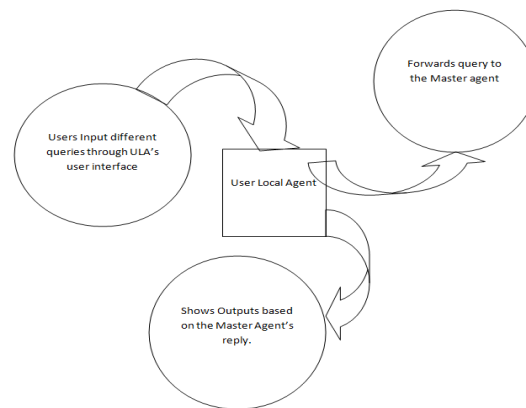 Users Input different
queries through ULA's
user interface
User Local Agent
Forwards query to
the Master agent
Shows Outputs based
on the Master Agent's
reply.